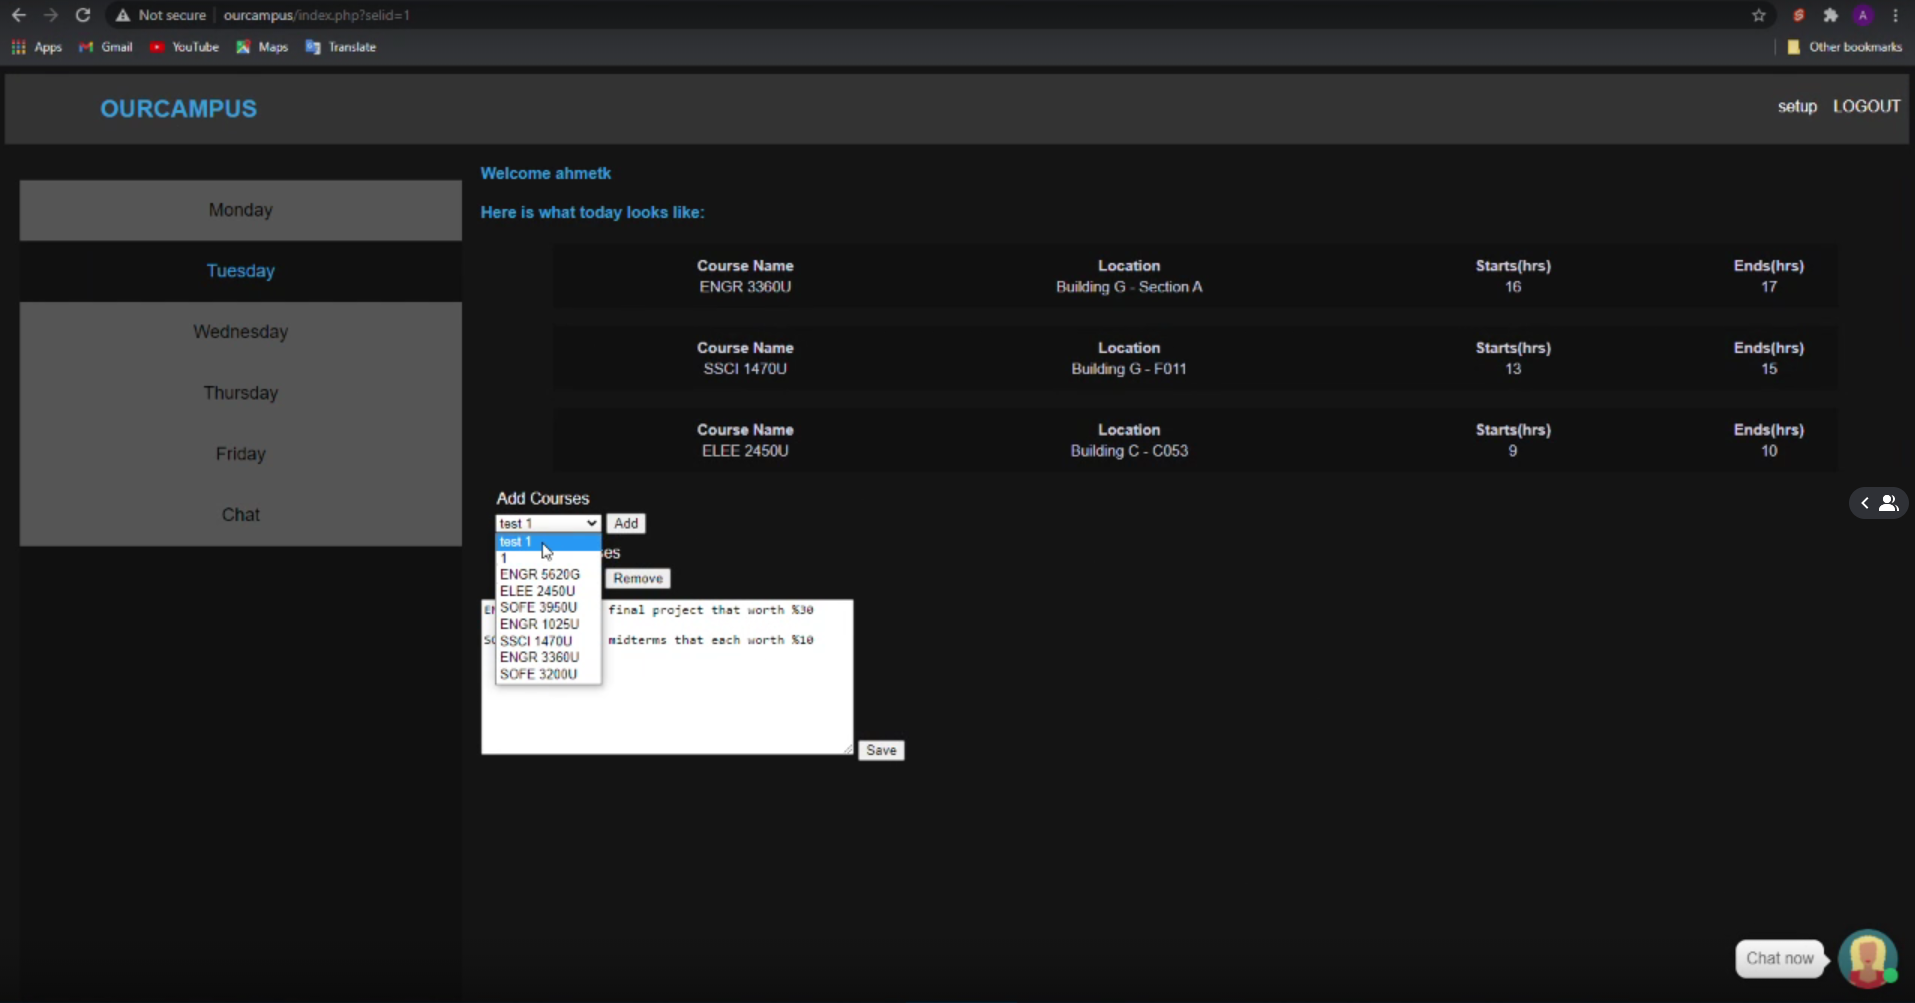 Not secure ourcampus/index.php?selid=1 A
Apps Gmail YouTube Maps Translate Other bookmarks
OURCAMPUS setup LOGOUT
Monday
Tuesday
Wednesday
Thursday
Friday
Chat
Welcome ahmetk
Here is what today looks like:
Course Name Location Starts(hrs) Ends(hrs)
ENGR 3360U Building G - Section A 16 17
Course Name Location Starts(hrs) Ends(hrs)
SSCI 1470U Building G - F011 13 15
Course Name Location Starts(hrs) Ends(hrs)
ELEE 2450U Building C - C053 9 10
Add Courses
test 1 Add
test 1
1
ENGR 5620G
ELEE 2450U
SOFE 3950U
ENGR 1025U
SSCI 1470U
ENGR 3360U
SOFE 3200U
Remove
final project that worth %30
midterms that each worth %10
Save
Chat now